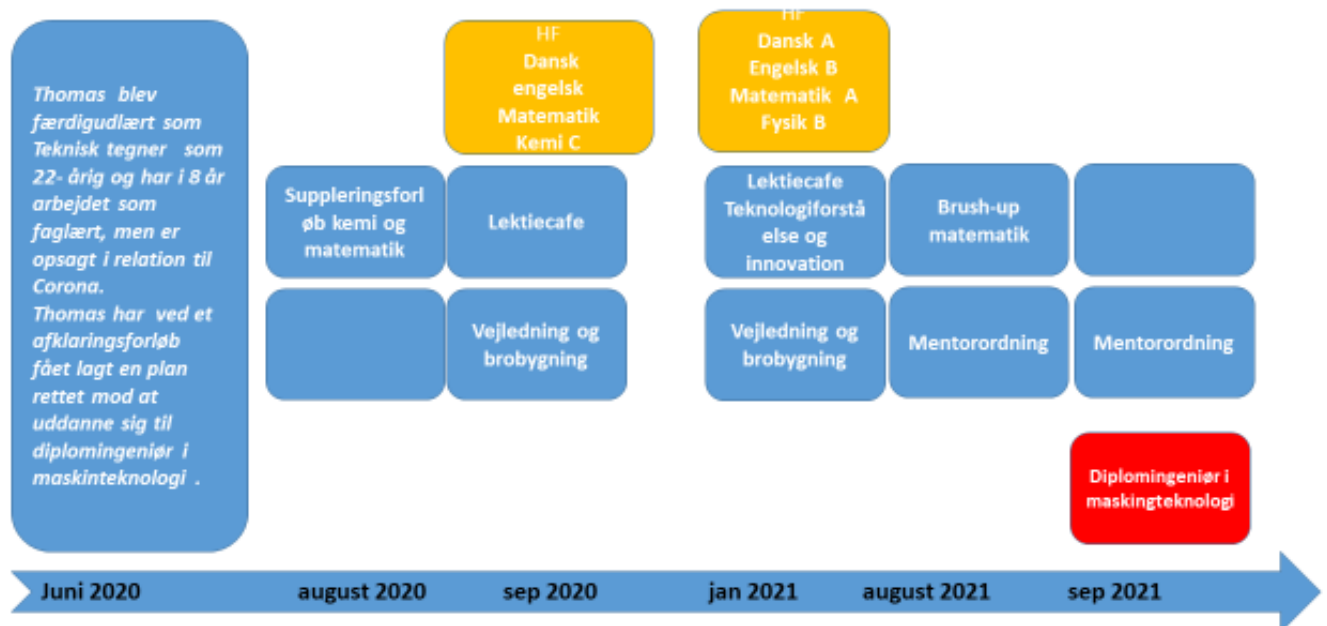 Thomas blev
færdigudlært som
Teknisk tegner som
22- årig og har i 8 år
arbejdet som
faglært, men er
opsagt i relation til
Corona.
Thomas har ved et
afklaringsforløb
fået lagt en plan
rettet mod at
uddanne sig til
diplomingeniør i
maskinteknologi .
HF
Dansk
engelsk
Matematik
Kemi C
HF
Dansk A
Engelsk B
Matematik A
Fysik B
Suppleringsforl
øb kemi og
matematik
Lektiecafe
Lektiecafe
Teknologiforstå
else og
innovation
Brush-up
matematik
Vejledning og
brobygning
Vejledning og
brobygning
Mentorordning
Mentorordning
Diplomingeniør i
maskingteknologi
Juni 2020
august 2020
sep 2020
jan 2021
august 2021
sep 2021